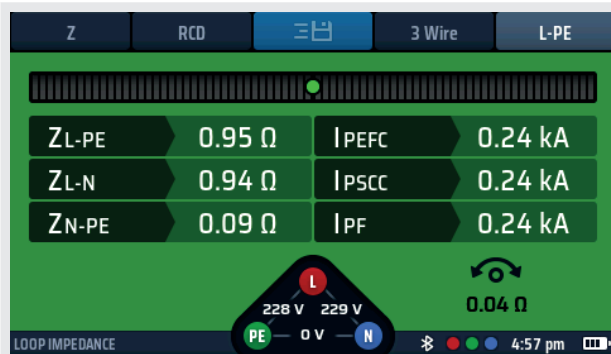 Z RCD 3 Wire L-PE
ZL-PE 0.95 Ω IPEFC 0.24 kA
ZL-N 0.94 Ω IPSCC 0.24 kA
ZN-PE 0.09 Ω IPF 0.24 kA
L
228 V 229 V 0.04 Ω
PE 0 V N
LOOP IMPEDANCE 4:57 pm